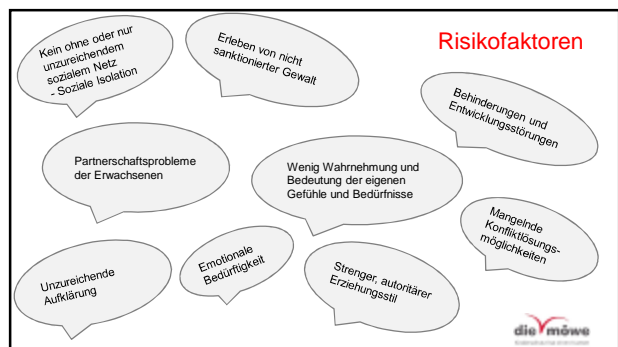 Risikofaktoren
Kein ohne oder nur
unzureichendem
sozialem Netz
- Soziale Isolation
Erleben von nicht
sanktionierter Gewalt
Behinderungen und
Entwicklungsstörungen
Partnerschaftsprobleme
der Erwachsenen
Wenig Wahrnehmung und
Bedeutung der eigenen
Gefühle und Bedürfnisse
Mangelnde
Konfliktlösungs-
möglichkeiten
Unzureichende
Aufklärung
Emotionale
Bedürftigkeit
Strenger, autoritärer
Erziehungsstil
die möwe